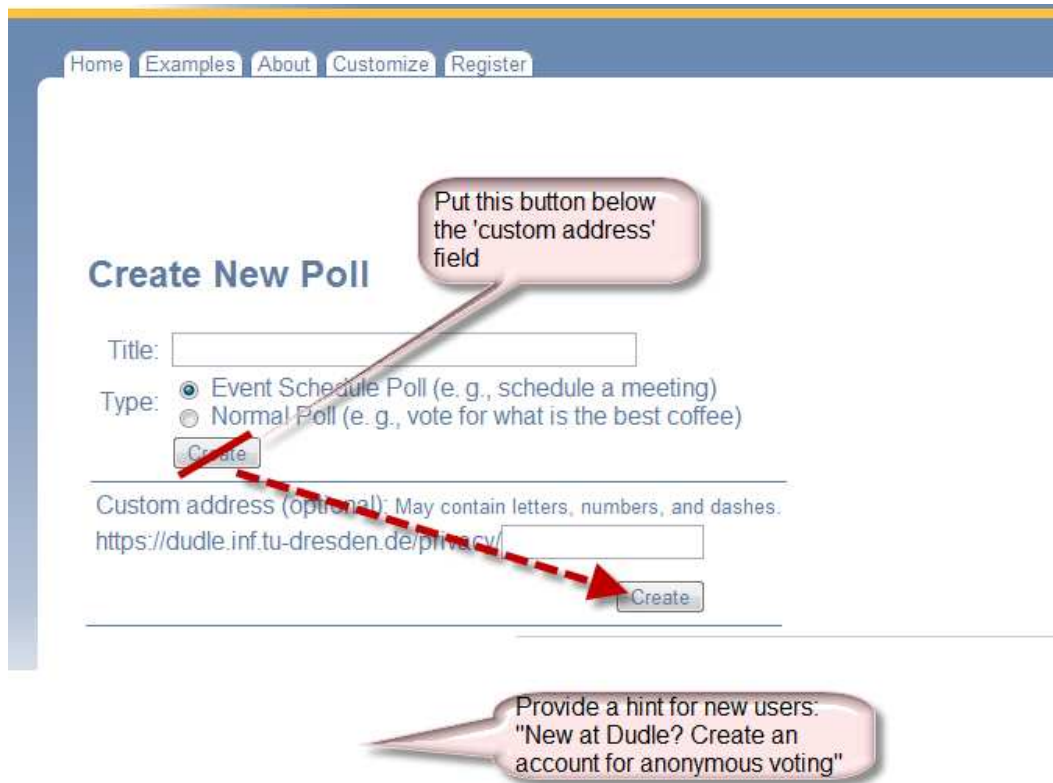 Home Examples About Customize Register
Put this button below
the 'custom address'
field
Create New Poll
Title:
Type: Event Schedule Poll (e. g., schedule a meeting)
Normal Poll (e. g., vote for what is the best coffee)
Create
Custom address (optional): May contain letters, numbers, and dashes.
https://dudle.inf.tu-dresden.de/privacy/
Create
Provide a hint for new users:
"New at Dudle? Create an
account for anonymous voting"